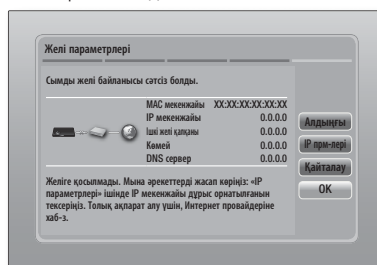 Желі параметрлері
Сымды желі байланысы сәтсіз болды.
MAC мекенжайы XX:XX:XX:XX:XX:XX
IP мекенжайы 0.0.0.0
Ішкі желі қалқаны 0.0.0.0
Көмей 0.0.0.0
DNS сервер 0.0.0.0
Желіге қосылмады. Мына әрекеттерді жасап көріңіз: «IP
параметрлері» ішінде IP мекенжайы дұрыс орнатылғанын
тексеріңіз. Толық ақпарат алу үшін, Интернет провайдеріне
хаб-з.
Алдыңғы
IP прм-лері
Қайталау
OK